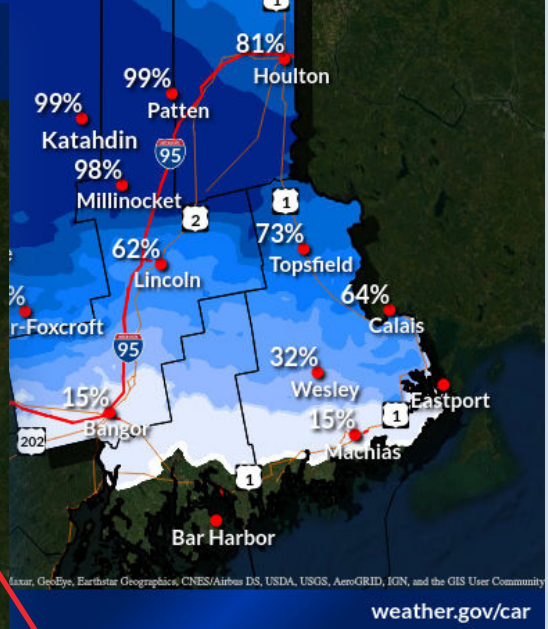 1
81%
Houlton
99%
Patten
99%
Katahdin
95
98%
Millinocket
1
2
73%
Topsfield
62%
Lincoln
64%
Calais
%
r-Foxcroft
95
32%
Wesley
Eastport
15%
Bangor
15%
1
Machias
202
1
Bar Harbor
Maxar, GeoEye, Earthstar Geographics, CNES/Airbus DS, USDA, USGS, AeroGRID, IGN, and the GIS User Community
weather.gov/car